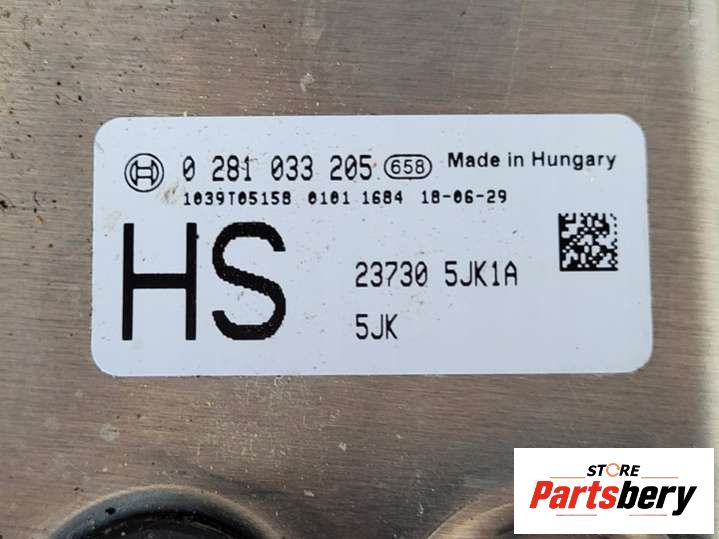 0 281 033 205 658 Made in Hungary
1039T05158 0101 1684 18-06-29
HS
23730 5JK1A
5JK
STORE
Partsbery